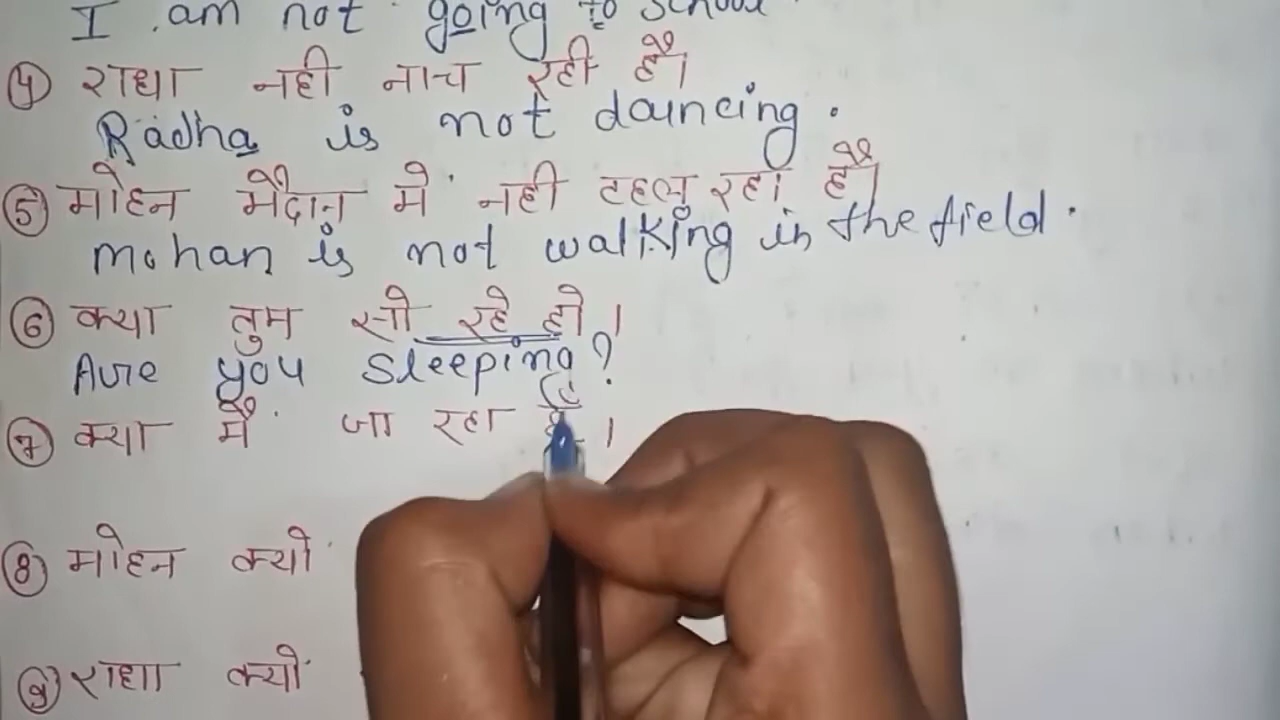 I am not going to school
④ राधा नही नाच रही है।
Radha is not dancing.
⑤ मोहन मैदान में नही टहल रहा है।
mohan is not walking in the field.
⑥ क्या तुम सो रहे हो।
Are you sleeping?
⑦ क्या मैं जा रहा
⑧ मोहन क्यों
⑨ राधा क्यों